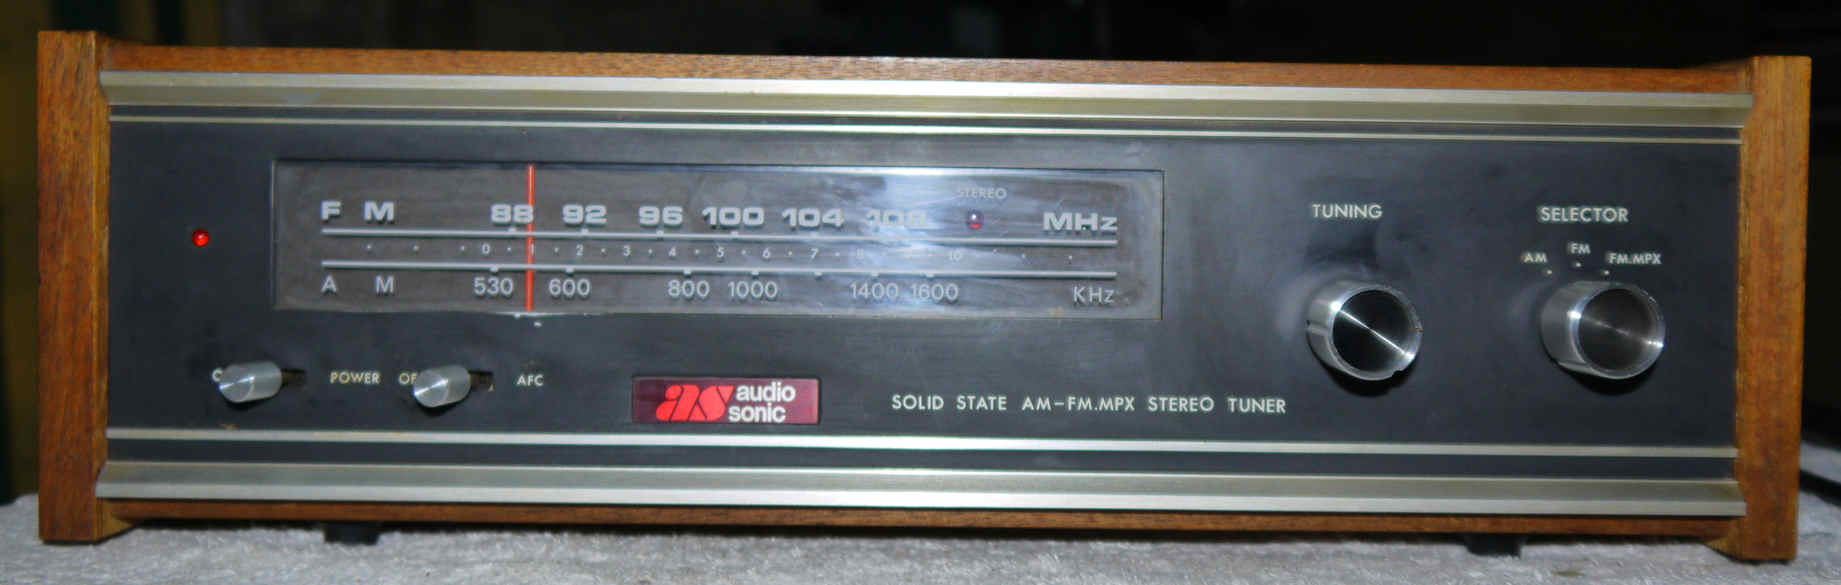 STEREO
F M 88 92 96 100 104 108 MHz
0 1 2 3 4 5 6 7 8 9 10
A M 530 600 800 1000 1400 1600 KHz
TUNING
SELECTOR
AM FM FM.MPX
POWER AFC
as audio
sonic
SOLID STATE AM-FM.MPX STEREO TUNER